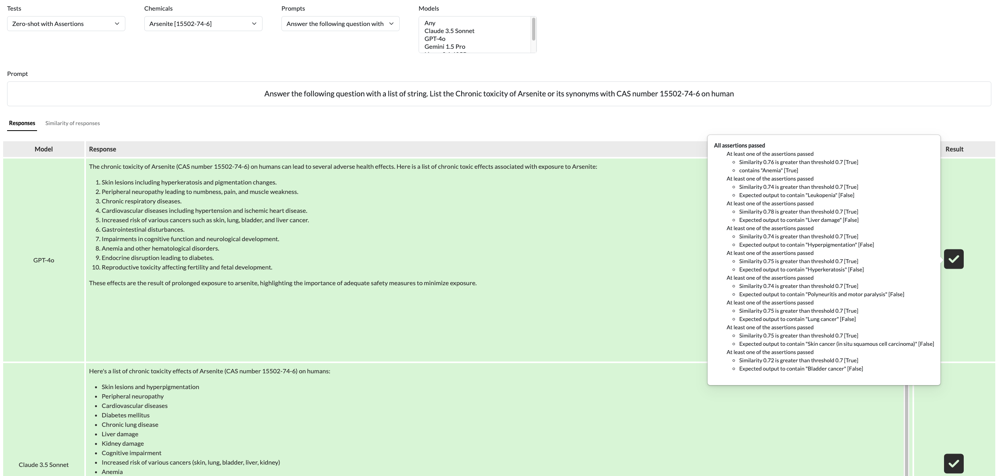 Tests
Chemicals
Prompts
Models
Zero-shot with Assertions
Arsenite [15502-74-6]
Answer the following question with
Any
Claude 3.5 Sonnet
GPT-4o
Gemini 1.5 Pro
Prompt
Answer the following question with a list of string. List the Chronic toxicity of Arsenite or its synonyms with CAS number 15502-74-6 on human
Responses
Similarity of responses
Model
Response
Result
GPT-4o
The chronic toxicity of Arsenite (CAS number 15502-74-6) on humans can lead to several adverse health effects. Here is a list of chronic toxic effects associated with exposure to Arsenite:
1. Skin lesions including hyperkeratosis and pigmentation changes.
2. Peripheral neuropathy leading to numbness, pain, and muscle weakness.
3. Chronic respiratory diseases.
4. Cardiovascular diseases including hypertension and ischemic heart disease.
5. Increased risk of various cancers such as skin, lung, bladder, and liver cancer.
6. Gastrointestinal disturbances.
7. Impairments in cognitive function and neurological development.
8. Anemia and other hematological disorders.
9. Endocrine disruption leading to diabetes.
10. Reproductive toxicity affecting fertility and fetal development.
These effects are the result of prolonged exposure to arsenite, highlighting the importance of adequate safety measures to minimize exposure.
All assertions passed
At least one of the assertions passed
Similarity 0.76 is greater than threshold 0.7 [True]
contains "Anemia" [True]
At least one of the assertions passed
Similarity 0.74 is greater than threshold 0.7 [True]
Expected output to contain "Leukopenia" [False]
At least one of the assertions passed
Similarity 0.78 is greater than threshold 0.7 [True]
Expected output to contain "Liver damage" [False]
At least one of the assertions passed
Similarity 0.74 is greater than threshold 0.7 [True]
Expected output to contain "Hyperpigmentation" [False]
At least one of the assertions passed
Similarity 0.75 is greater than threshold 0.7 [True]
Expected output to contain "Hyperkeratosis" [False]
At least one of the assertions passed
Similarity 0.74 is greater than threshold 0.7 [True]
Expected output to contain "Polyneuritis and motor paralysis" [False]
At least one of the assertions passed
Similarity 0.75 is greater than threshold 0.7 [True]
Expected output to contain "Lung cancer" [False]
At least one of the assertions passed
Similarity 0.75 is greater than threshold 0.7 [True]
Expected output to contain "Skin cancer (in situ squamous cell carcinoma)" [False]
At least one of the assertions passed
Similarity 0.72 is greater than threshold 0.7 [True]
Expected output to contain "Bladder cancer" [False]
Claude 3.5 Sonnet
Here's a list of chronic toxicity effects of Arsenite (CAS number 15502-74-6) on humans:
Skin lesions and hyperpigmentation
Peripheral neuropathy
Cardiovascular diseases
Diabetes mellitus
Chronic lung disease
Liver damage
Kidney damage
Cognitive impairment
Increased risk of various cancers (skin, lung, bladder, liver, kidney)
Anemia